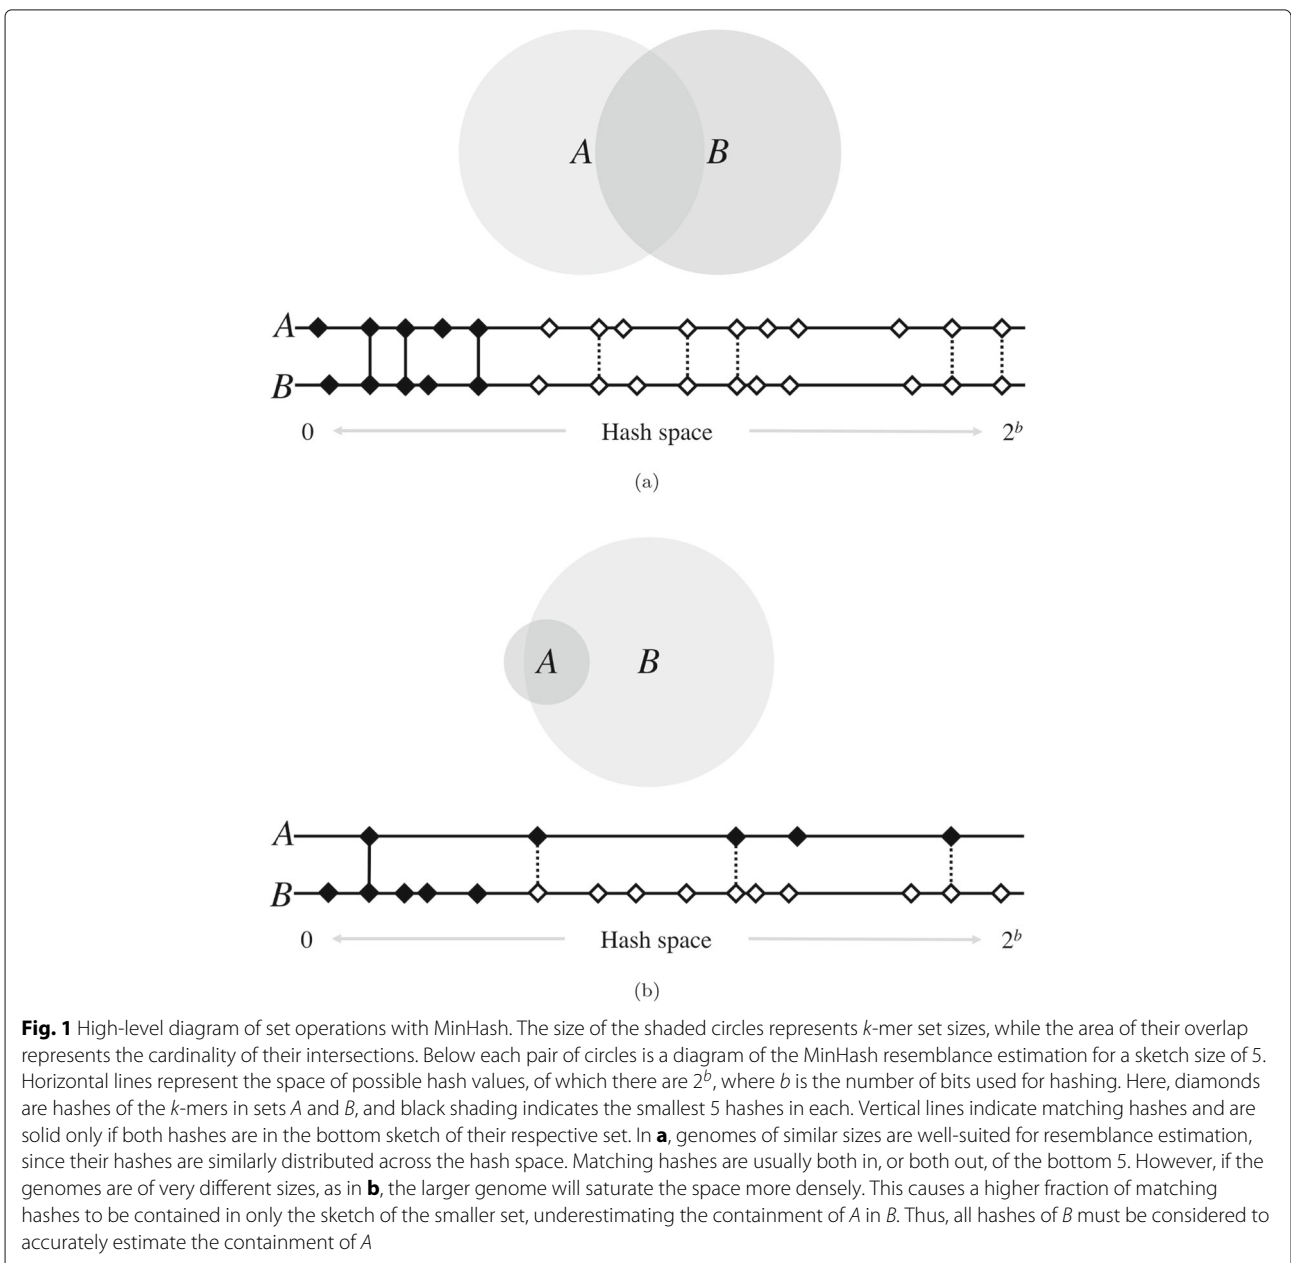 A B
A
B
0 Hash space 2^b
(a)
A B
A
B
0 Hash space 2^b
(b)
Fig. 1 High-level diagram of set operations with MinHash. The size of the shaded circles represents k-mer set sizes, while the area of their overlap
represents the cardinality of their intersections. Below each pair of circles is a diagram of the MinHash resemblance estimation for a sketch size of 5.
Horizontal lines represent the space of possible hash values, of which there are 2^b, where b is the number of bits used for hashing. Here, diamonds
are hashes of the k-mers in sets A and B, and black shading indicates the smallest 5 hashes in each. Vertical lines indicate matching hashes and are
solid only if both hashes are in the bottom sketch of their respective set. In a, genomes of similar sizes are well-suited for resemblance estimation,
since their hashes are similarly distributed across the hash space. Matching hashes are usually both in, or both out, of the bottom 5. However, if the
genomes are of very different sizes, as in b, the larger genome will saturate the space more densely. This causes a higher fraction of matching
hashes to be contained in only the sketch of the smaller set, underestimating the containment of A in B. Thus, all hashes of B must be considered to
accurately estimate the containment of A